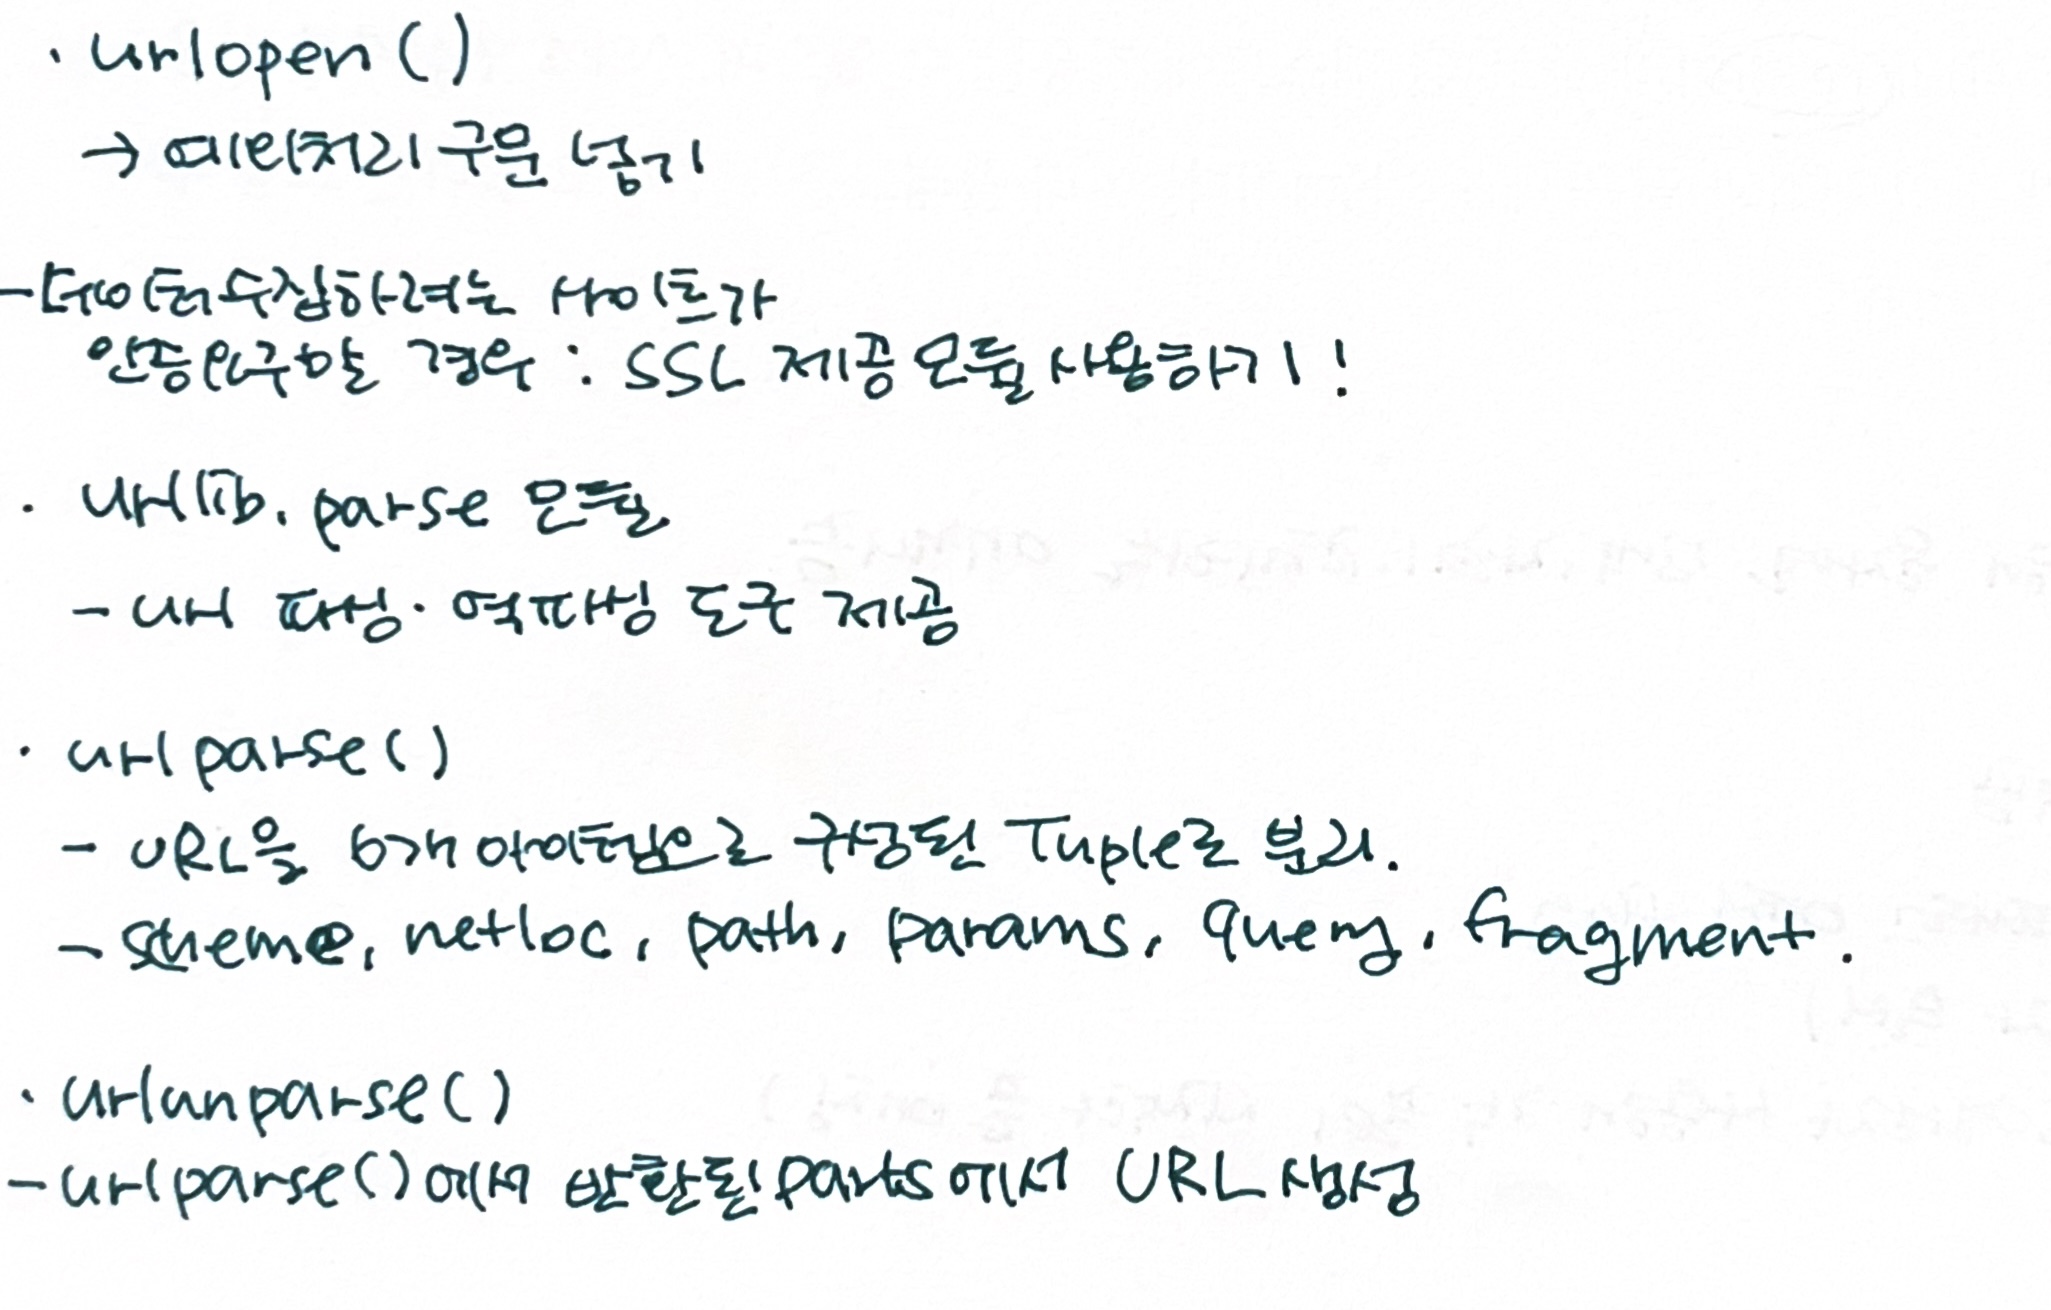 · urlopen()
→ 예외처리 구문 넣기
- 데이터수집하려는 사이트가
인증요구할 경우 : SSL 제공 모듈 사용하기!
· urllib.parse 모듈
- url 파싱·역파싱 도구 제공
· urlparse()
- URL을 6개 아이템으로 구성된 Tuple로 분리.
- scheme, netloc, path, params, query, fragment.
· urlunparse()
- urlparse()에서 반환된 parts에서 URL 생성